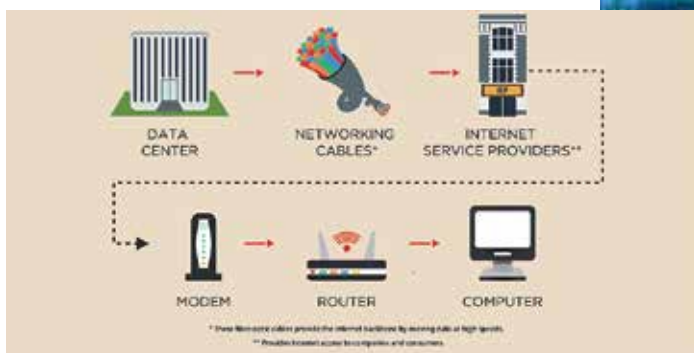 DATA
CENTER
NETWORKING
CABLES*
INTERNET
SERVICE PROVIDERS**
ISP
MODEM
ROUTER
COMPUTER
* These fiber-optic cables provide the internet backbone by moving data at high speeds.
** Provides internet access to companies and consumers.